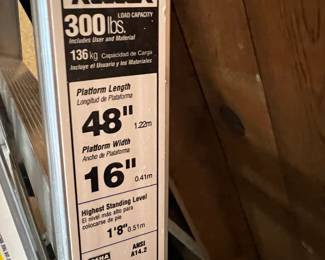 LOAD CAPACITY
300 lbs.
Includes User and Material
136 kg Capacidad de Carga
Incluye el Usuario y los Materiales
Platform Length
Longitud de Plataforma
48" 1.22m
Platform Width
Ancho de Plataforma
16" 0.41m
Highest Standing Level
El nivel más alto para
colocarse de pie
1'8" 0.51m
ANSI
A14.2